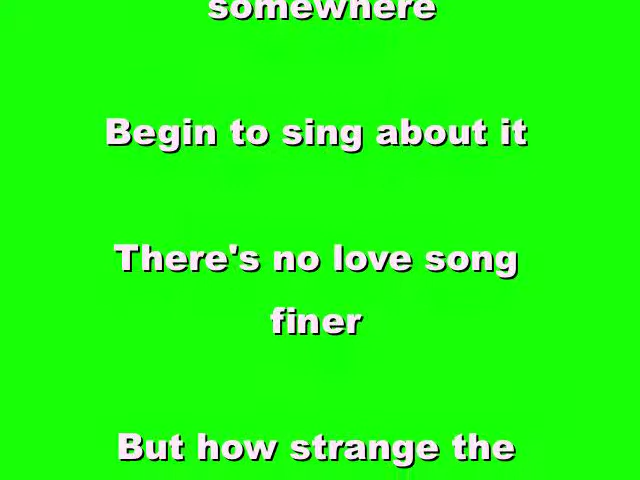 somewhere
Begin to sing about it
There's no love song
finer
But how strange the